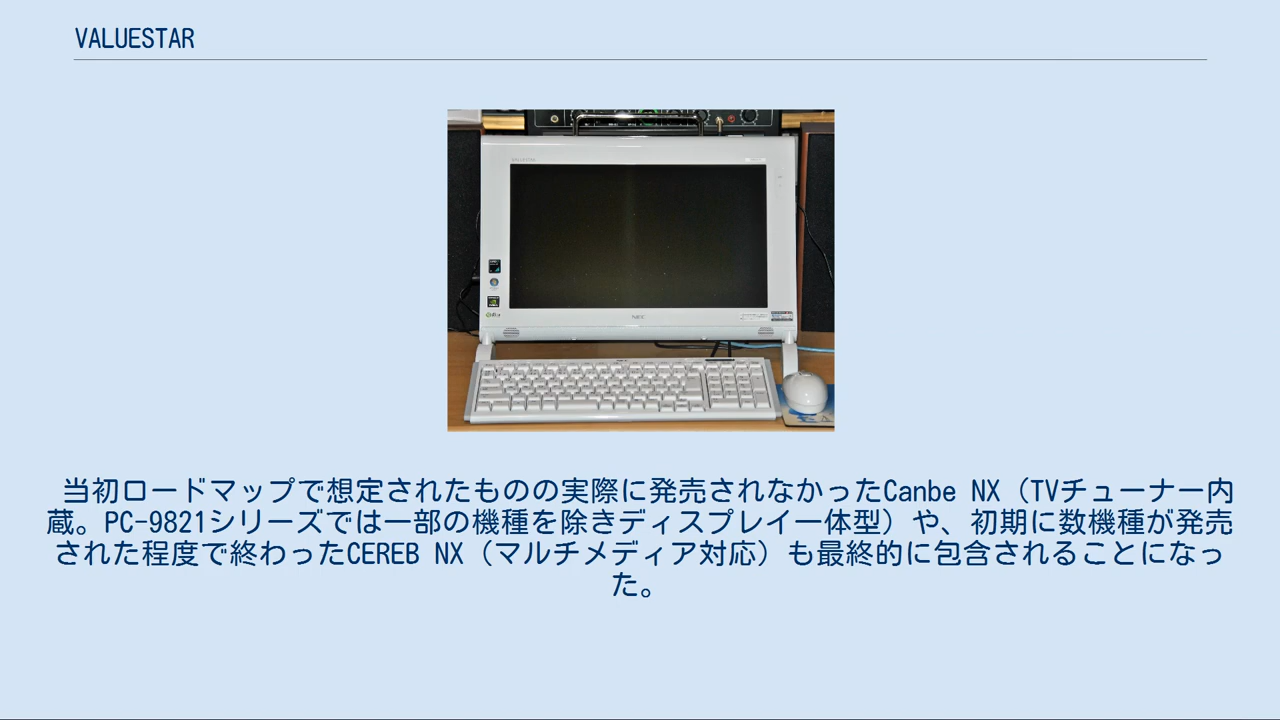 VALUESTAR
NEC
当初ロードマップで想定されたものの実際に発売されなかったCanbe NX（TVチューナー内
蔵。PC-9821シリーズでは一部の機種を除きディスプレイ一体型）や、初期に数機種が発売
された程度で終わったCEREB NX（マルチメディア対応）も最終的に包含されることになっ
た。